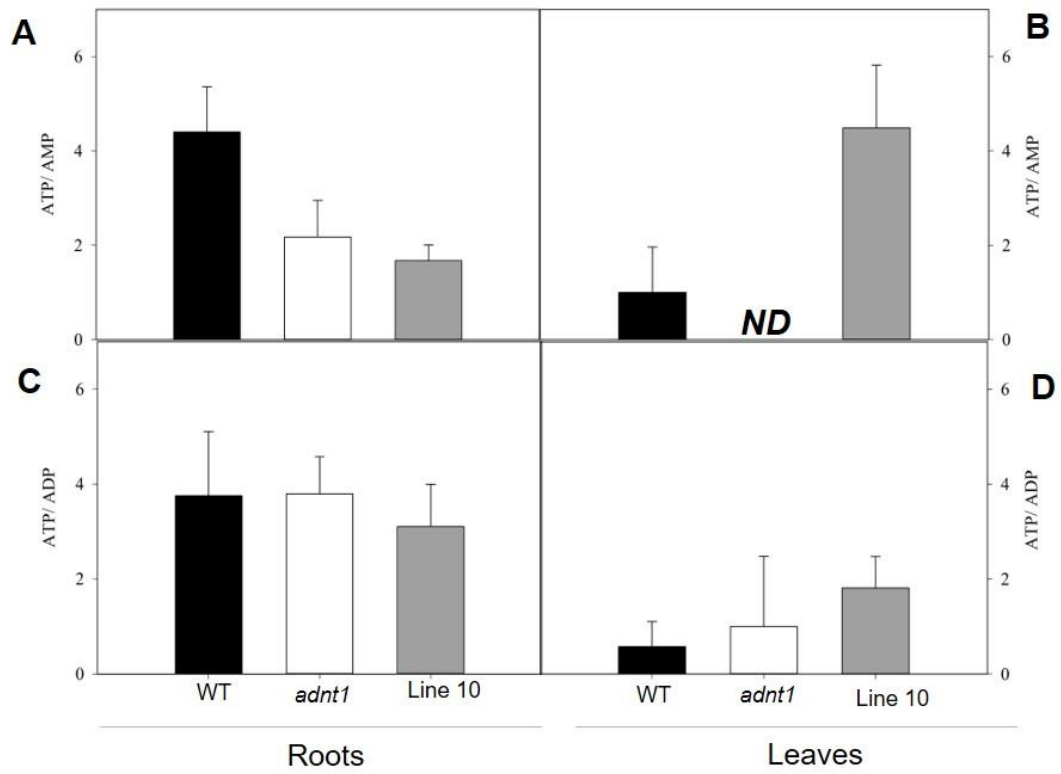 A
B
ATP/ AMP
6
4
2
0
ND
6
4
2
0
ATP/ AMP
C
D
ATP/ ADP
6
4
2
0
6
4
2
0
ATP/ ADP
WT adnt1 Line 10
WT adnt1 Line 10
Roots
Leaves